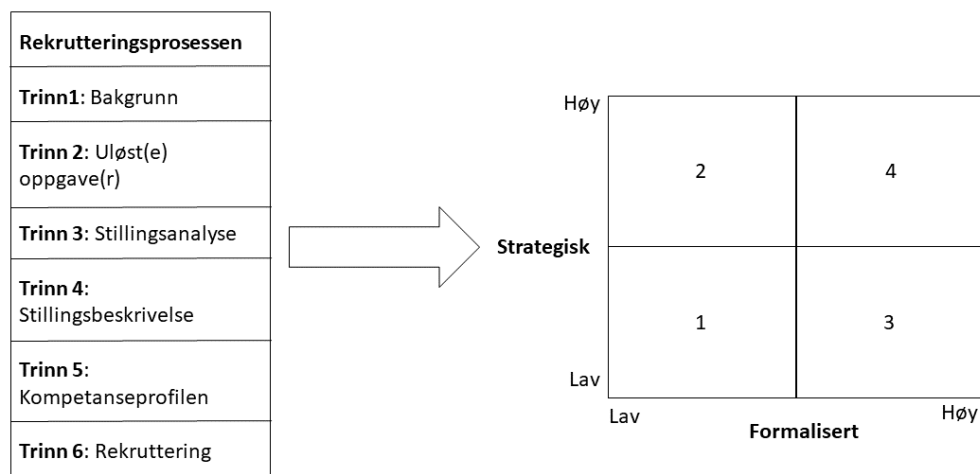 Rekrutteringsprosessen
Trinn1: Bakgrunn
Trinn 2: Uløst(e)
oppgave(r)
Trinn 3: Stillingsanalyse
Trinn 4:
Stillingsbeskrivelse
Trinn 5:
Kompetanseprofilen
Trinn 6: Rekruttering
Høy
2
4
Strategisk
1
3
Lav
Lav
Høy
Formalisert